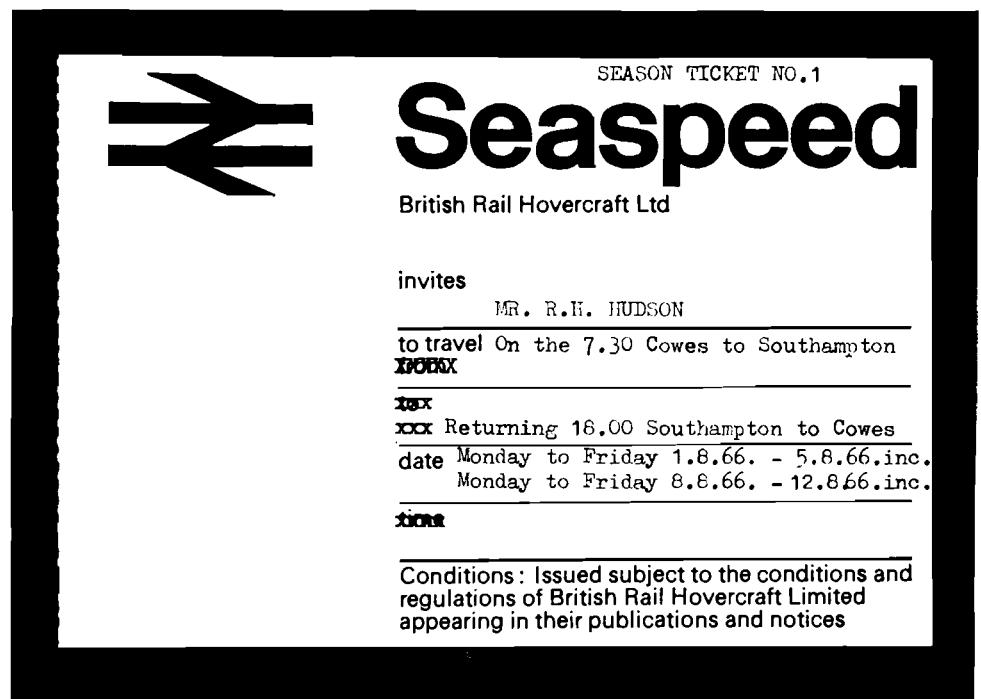 SEASON TICKET NO.1
Seaspeed
British Rail Hovercraft Ltd
invites
MR. R.H. HUDSON
to travel On the 7.30 Cowes to Southampton
Returning 18.00 Southampton to Cowes
date Monday to Friday 1.8.66. - 5.8.66.inc.
Monday to Friday 8.8.66. - 12.8.66.inc.
Conditions : Issued subject to the conditions and
regulations of British Rail Hovercraft Limited
appearing in their publications and notices